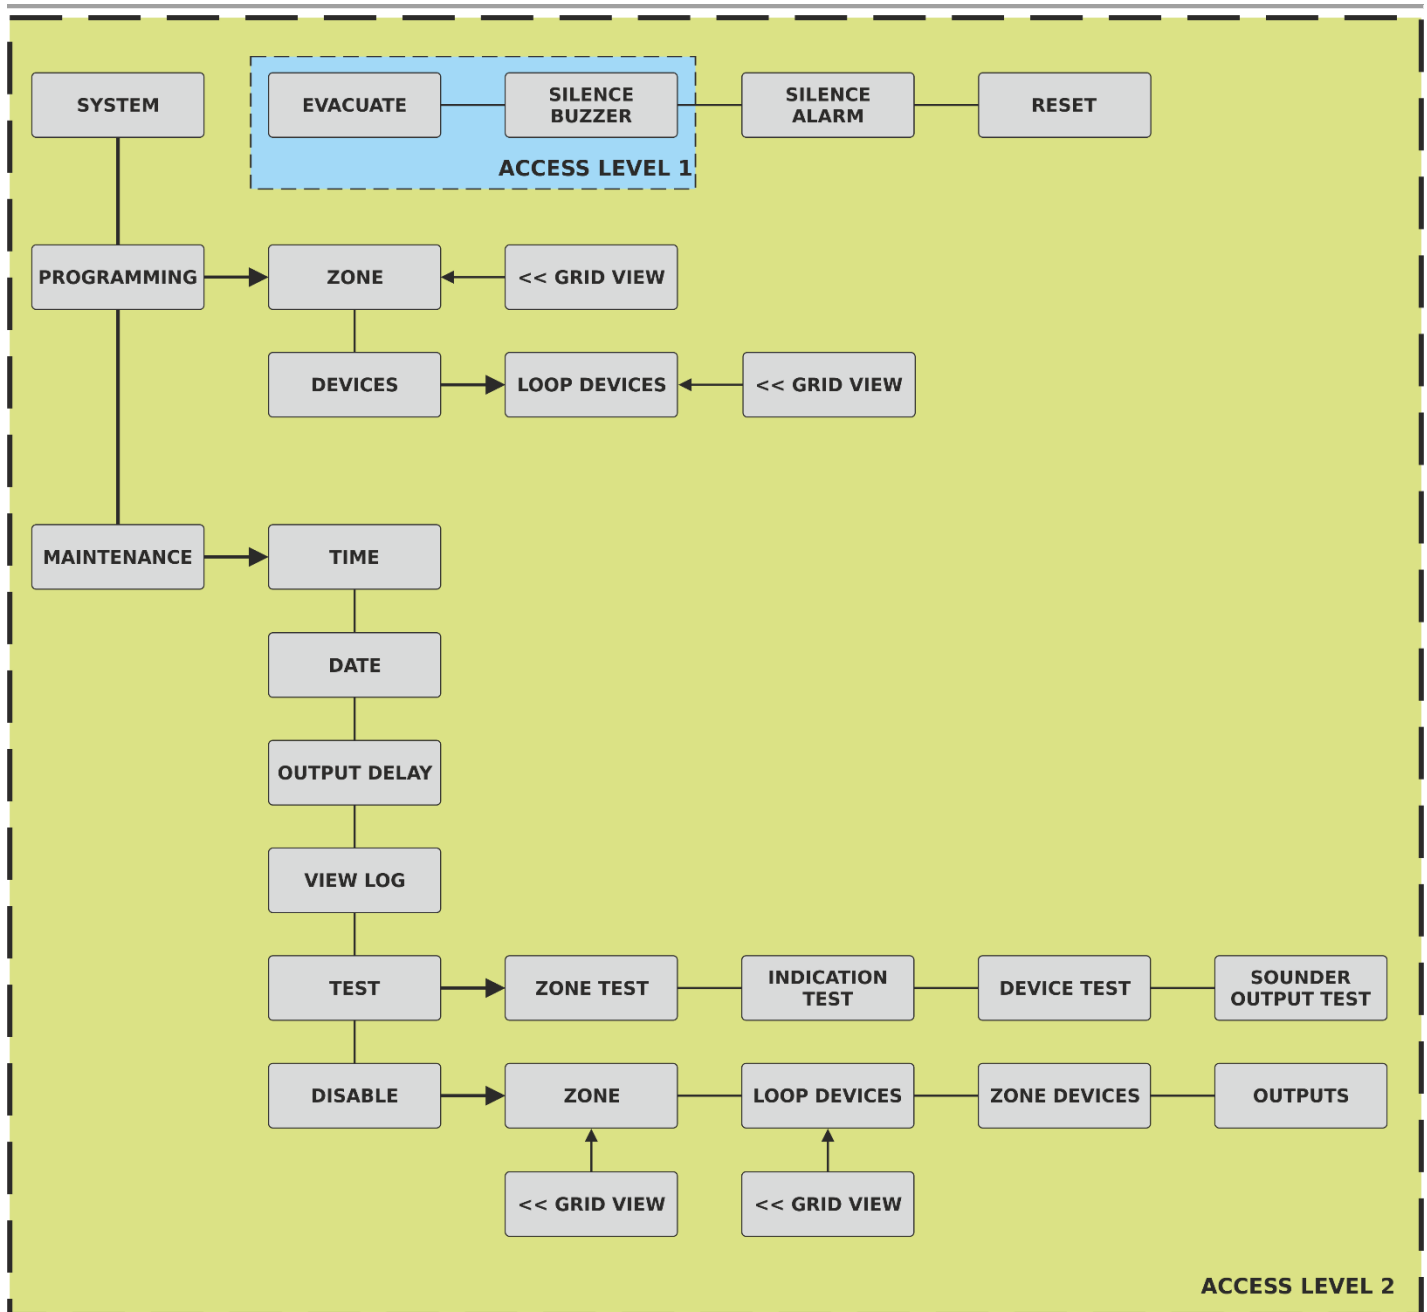 SYSTEM
EVACUATE
SILENCE
BUZZER
SILENCE
ALARM
RESET
ACCESS LEVEL 1
PROGRAMMING
ZONE
<< GRID VIEW
DEVICES
LOOP DEVICES
<< GRID VIEW
MAINTENANCE
TIME
DATE
OUTPUT DELAY
VIEW LOG
TEST
ZONE TEST
INDICATION
TEST
DEVICE TEST
SOUNDER
OUTPUT TEST
DISABLE
ZONE
LOOP DEVICES
ZONE DEVICES
OUTPUTS
<< GRID VIEW
<< GRID VIEW
ACCESS LEVEL 2